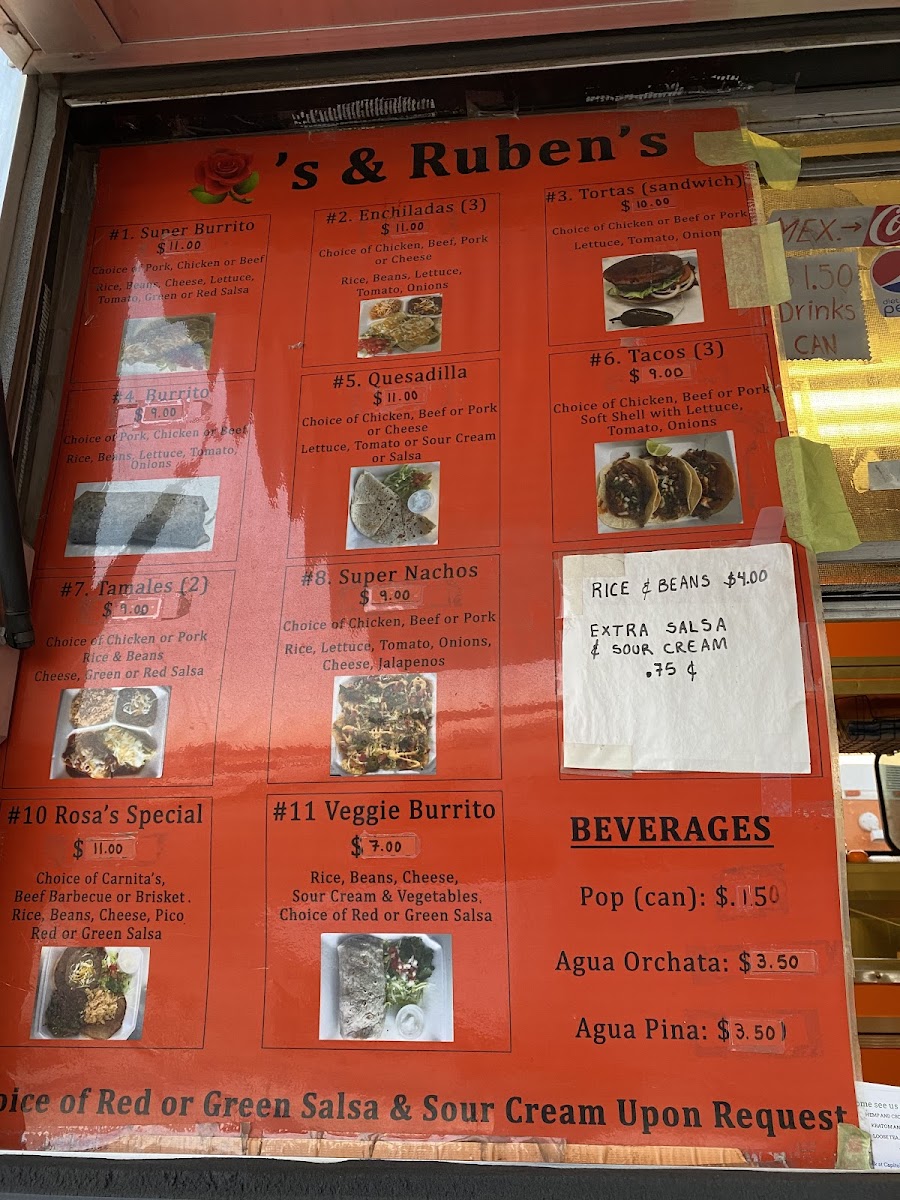 's & Ruben's
#1. Super Burrito
$11.00
Choice of Pork, Chicken or Beef
Rice, Beans, Cheese, Lettuce,
Tomato, Green or Red Salsa
#2. Enchiladas (3)
$11.00
Choice of Chicken, Beef, Pork
or Cheese
Rice, Beans, Lettuce,
Tomato, Onions
#3. Tortas (sandwich)
$10.00
Choice of Chicken or Beef or Pork
Lettuce, Tomato, Onion
#4. Burrito
$9.00
Choice of Pork, Chicken or Beef
Rice, Beans, Lettuce, Tomato,
Onions
#5. Quesadilla
$11.00
Choice of Chicken, Beef or Pork
or Cheese
Lettuce, Tomato or Sour Cream
or Salsa
#6. Tacos (3)
$9.00
Choice of Chicken, Beef or Pork
Soft Shell with Lettuce,
Tomato, Onions
#7. Tamales (2)
$9.00
Choice of Chicken or Pork
Rice & Beans
Cheese, Green or Red Salsa
#8. Super Nachos
$9.00
Choice of Chicken, Beef or Pork
Rice, Lettuce, Tomato, Onions,
Cheese, Jalapenos
RICE & BEANS $4.00
EXTRA SALSA
& SOUR CREAM
.75 ¢
#10 Rosa's Special
$11.00
Choice of Carnita's,
Beef Barbecue or Brisket.
Rice, Beans, Cheese, Pico
Red or Green Salsa
#11 Veggie Burrito
$7.00
Rice, Beans, Cheese,
Sour Cream & Vegetables,
Choice of Red or Green Salsa
BEVERAGES
Pop (can): $.1.50
Agua Orchata: $3.50
Agua Pina: $3.50)
oice of Red or Green Salsa & Sour Cream Upon Request
MEX.→
1.50
Drinks
CAN
me see us